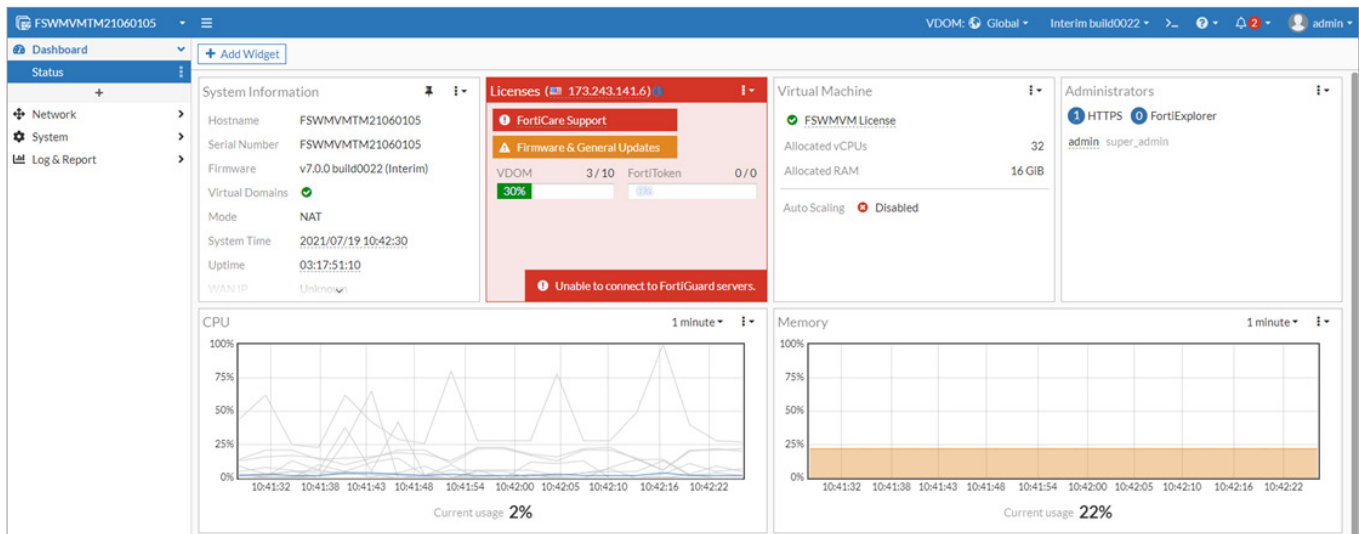 FSWMVMTM21060105
VDOM: Global
Interim build0022
>_
2
admin
Dashboard
Status
+
Network
System
Log & Report
+ Add Widget
System Information
Hostname FSWMVMTM21060105
Serial Number FSWMVMTM21060105
Firmware v7.0.0 build0022 (Interim)
Virtual Domains
Mode NAT
System Time 2021/07/19 10:42:30
Uptime 03:17:51:10
WAN IP Unknown
Licenses ( 173.243.141.6)
FortiCare Support
Firmware & General Updates
VDOM 3/10 FortiToken 0/0
30% 0%
Unable to connect to FortiGuard servers.
Virtual Machine
FSWMVM License
Allocated vCPUs 32
Allocated RAM 16 GiB
Auto Scaling Disabled
Administrators
1 HTTPS 0 FortiExplorer
admin super_admin
CPU 1 minute
100%
75%
50%
25%
0%
10:41:32 10:41:38 10:41:43 10:41:48 10:41:54 10:42:00 10:42:05 10:42:10 10:42:16 10:42:22
Current usage 2%
Memory 1 minute
100%
75%
50%
25%
0%
10:41:32 10:41:38 10:41:43 10:41:48 10:41:54 10:42:00 10:42:05 10:42:10 10:42:16 10:42:22
Current usage 22%